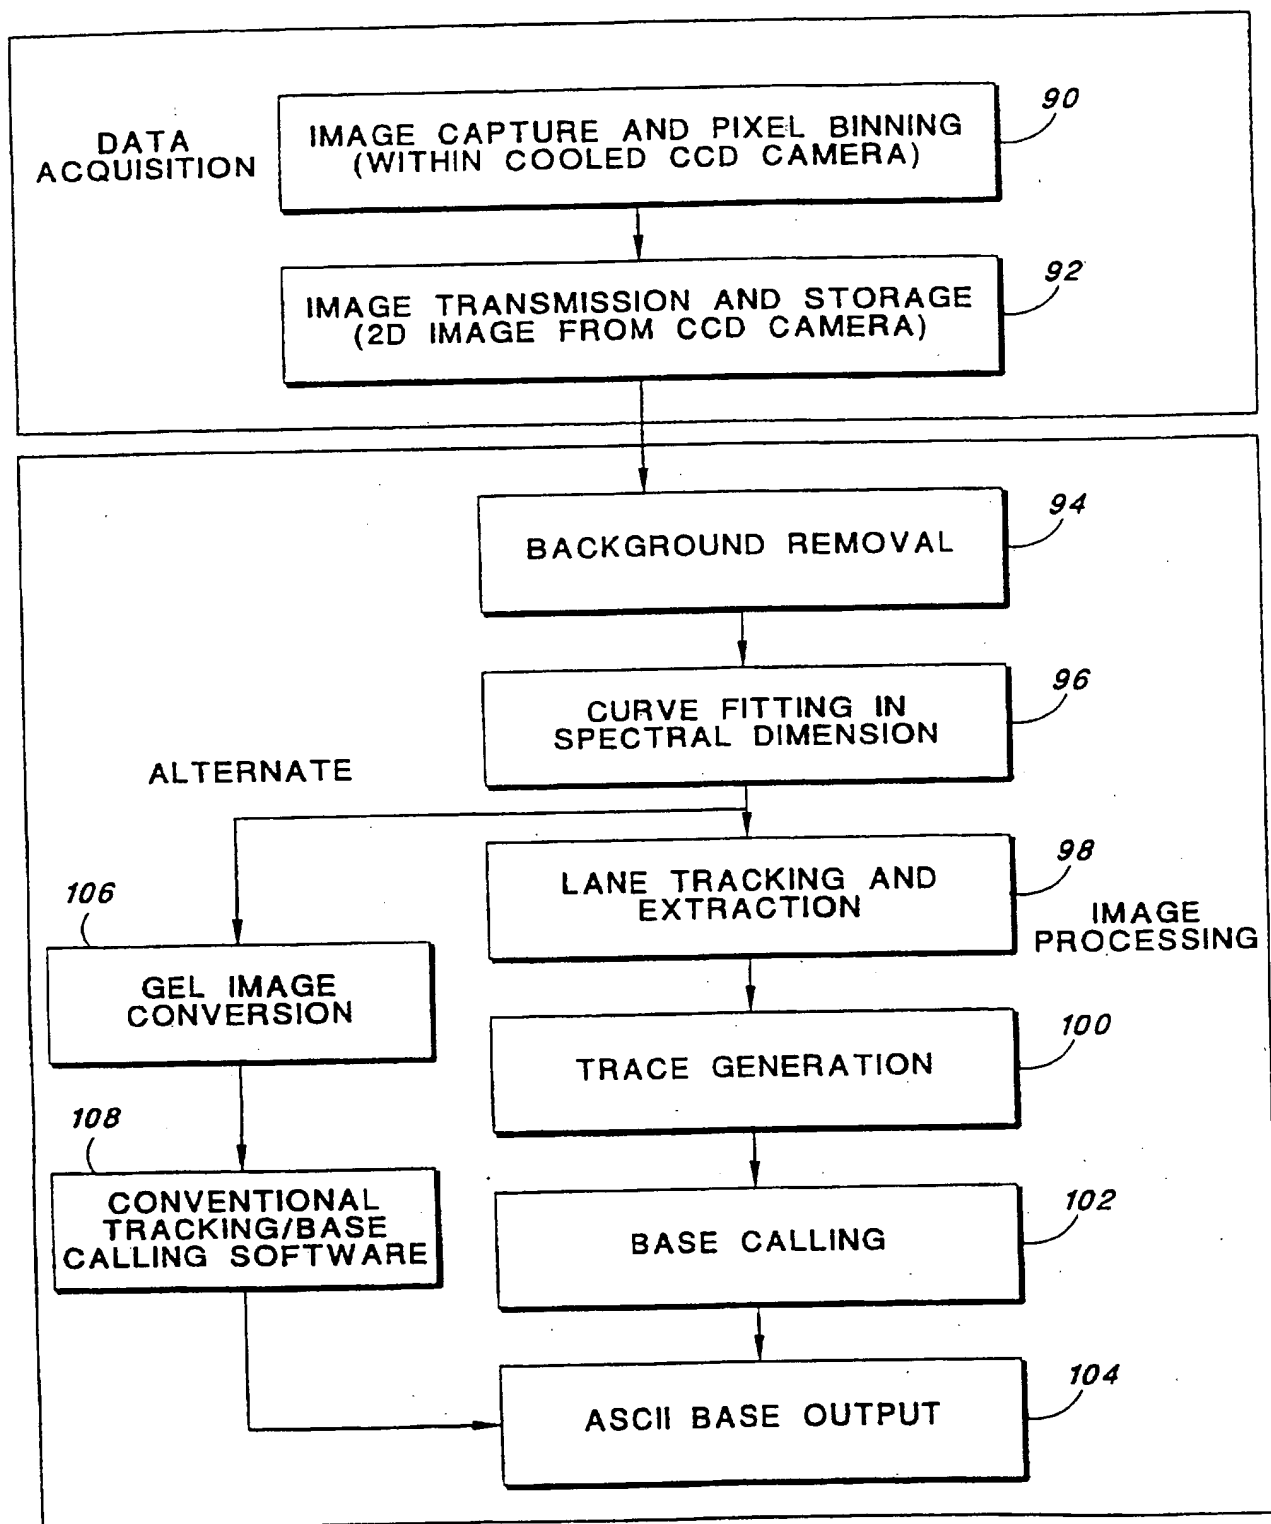 DATA
ACQUISITION
IMAGE CAPTURE AND PIXEL BINNING
(WITHIN COOLED CCD CAMERA)
90
IMAGE TRANSMISSION AND STORAGE
(2D IMAGE FROM CCD CAMERA)
92
BACKGROUND REMOVAL
94
CURVE FITTING IN
SPECTRAL DIMENSION
96
ALTERNATE
LANE TRACKING AND
EXTRACTION
98
IMAGE
PROCESSING
106
GEL IMAGE
CONVERSION
TRACE GENERATION
100
108
CONVENTIONAL
TRACKING/BASE
CALLING SOFTWARE
BASE CALLING
102
ASCII BASE OUTPUT
104